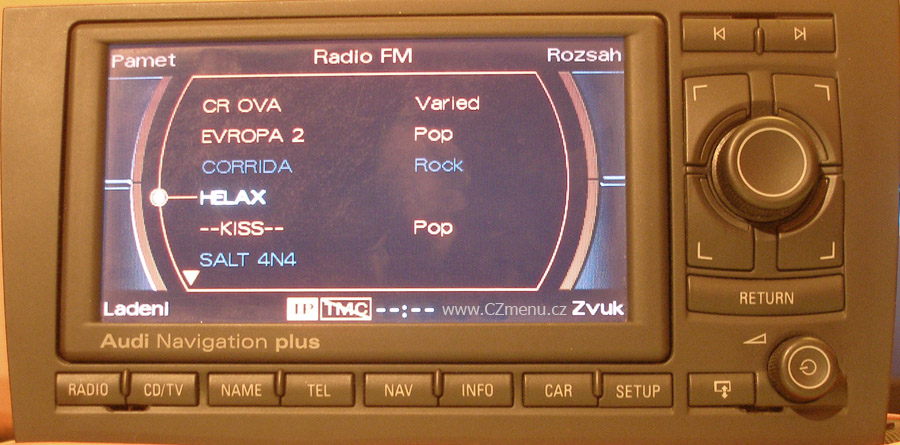 Pamet Radio FM Rozsah
CR OVA Varied
EVROPA 2 Pop
CORRIDA Rock
HELAX
--KISS-- Pop
SALT 4N4
Ladeni TP TMC --:-- www.CZmenu.cz Zvuk
Audi Navigation plus
RETURN
RADIO CD/TV NAME TEL NAV INFO CAR SETUP